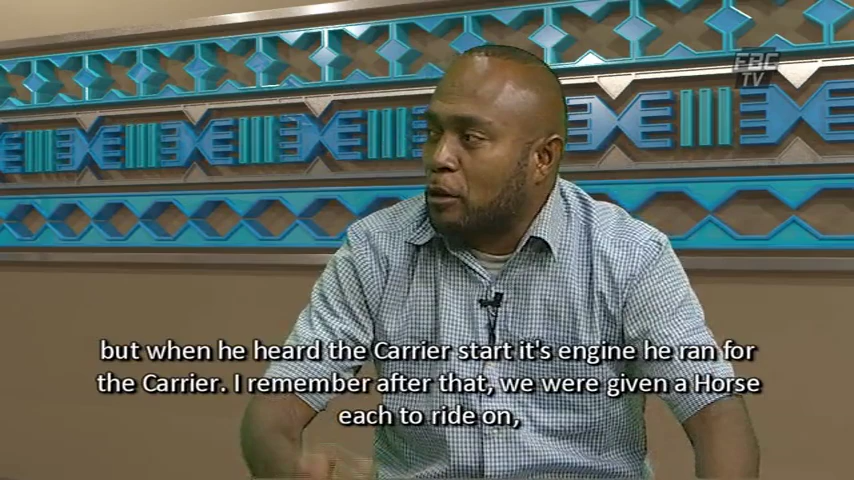 FBC
TV
but when he heard the Carrier start it's engine he ran for
the Carrier. I remember after that, we were given a Horse
each to ride on,